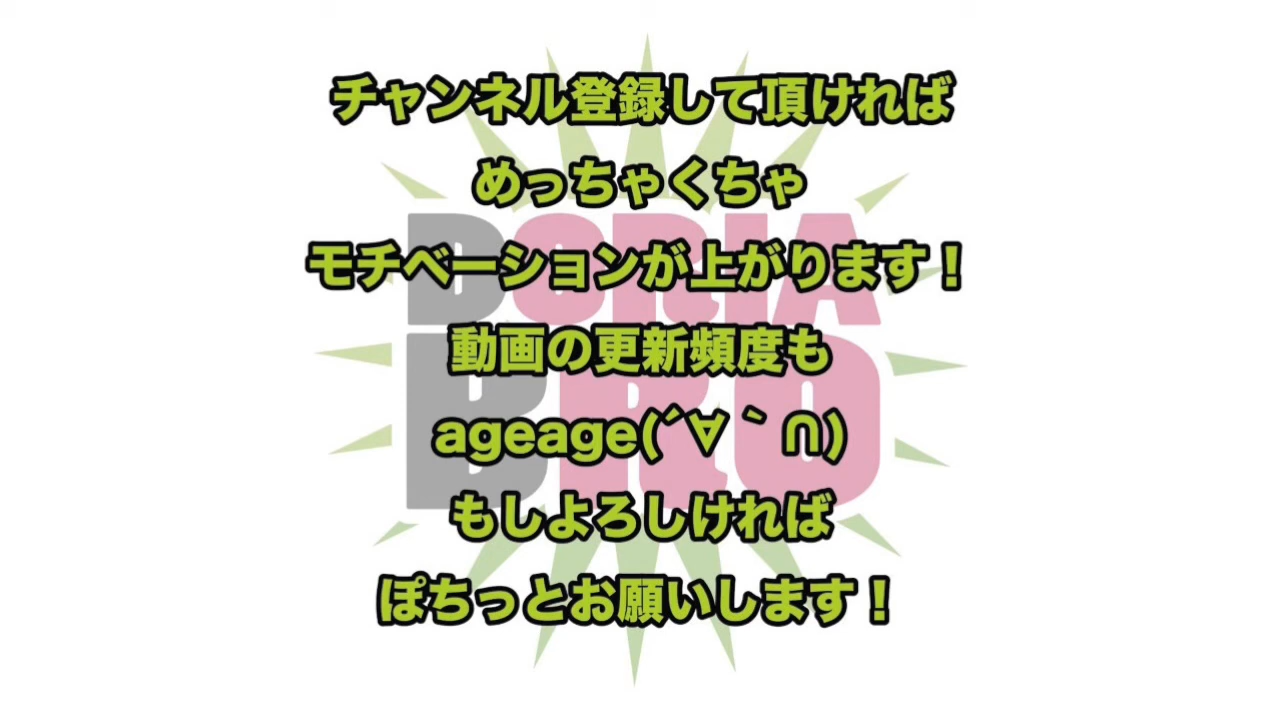 チャンネル登録して頂ければ
めっちゃくちゃ
モチベーションが上がります！
動画の更新頻度も
ageage(´∀｀∩)
もしよろしければ
ぽちっとお願いします！
DORIA
BRO